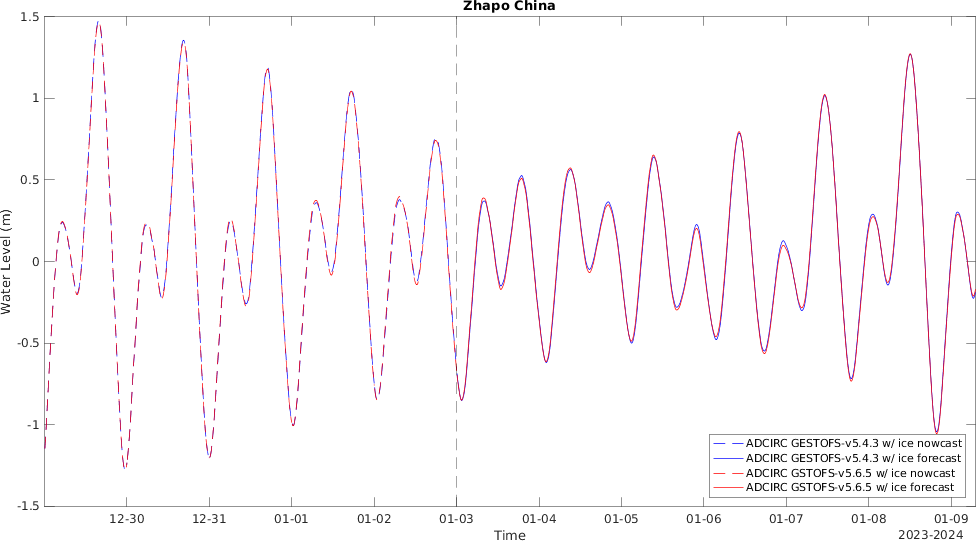 Zhapo China
1.5
1
0.5
0
-0.5
-1
-1.5
Water Level (m)
12-30 12-31 01-01 01-02 01-03 01-04 01-05 01-06 01-07 01-08 01-09
Time
2023-2024
ADCIRC GESTOFS-v5.4.3 w/ ice nowcast
ADCIRC GESTOFS-v5.4.3 w/ ice forecast
ADCIRC GSTOFS-v5.6.5 w/ ice nowcast
ADCIRC GSTOFS-v5.6.5 w/ ice forecast